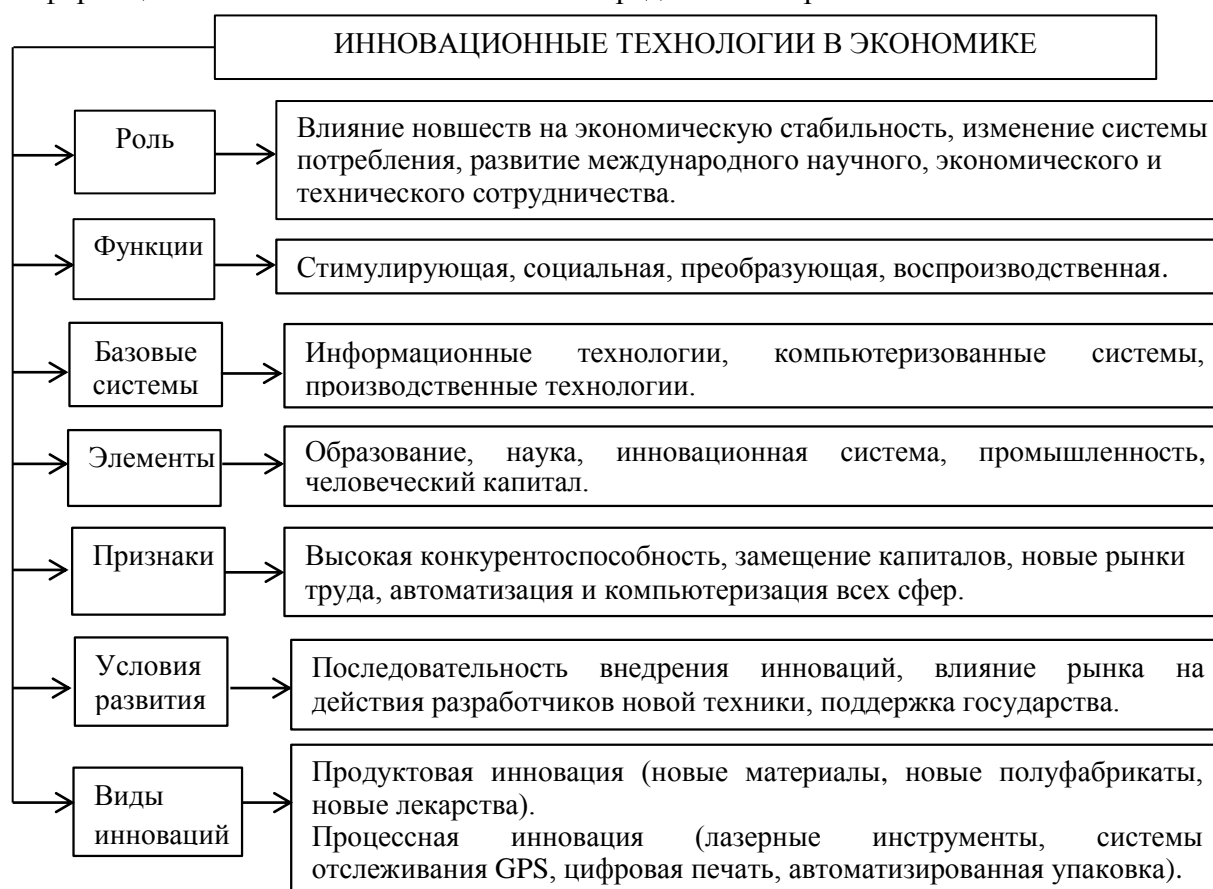 ИННОВАЦИОННЫЕ ТЕХНОЛОГИИ В ЭКОНОМИКЕ
Роль
Влияние новшеств на экономическую стабильность, изменение системы
потребления, развитие международного научного, экономического и
технического сотрудничества.
Функции
Стимулирующая, социальная, преобразующая, воспроизводственная.
Базовые
системы
Информационные технологии, компьютеризованные системы,
производственные технологии.
Элементы
Образование, наука, инновационная система, промышленность,
человеческий капитал.
Признаки
Высокая конкурентоспособность, замещение капиталов, новые рынки
труда, автоматизация и компьютеризация всех сфер.
Условия
развития
Последовательность внедрения инноваций, влияние рынка на
действия разработчиков новой техники, поддержка государства.
Виды
инноваций
Продуктовая инновация (новые материалы, новые полуфабрикаты,
новые лекарства).
Процессная инновация (лазерные инструменты, системы
отслеживания GPS, цифровая печать, автоматизированная упаковка).